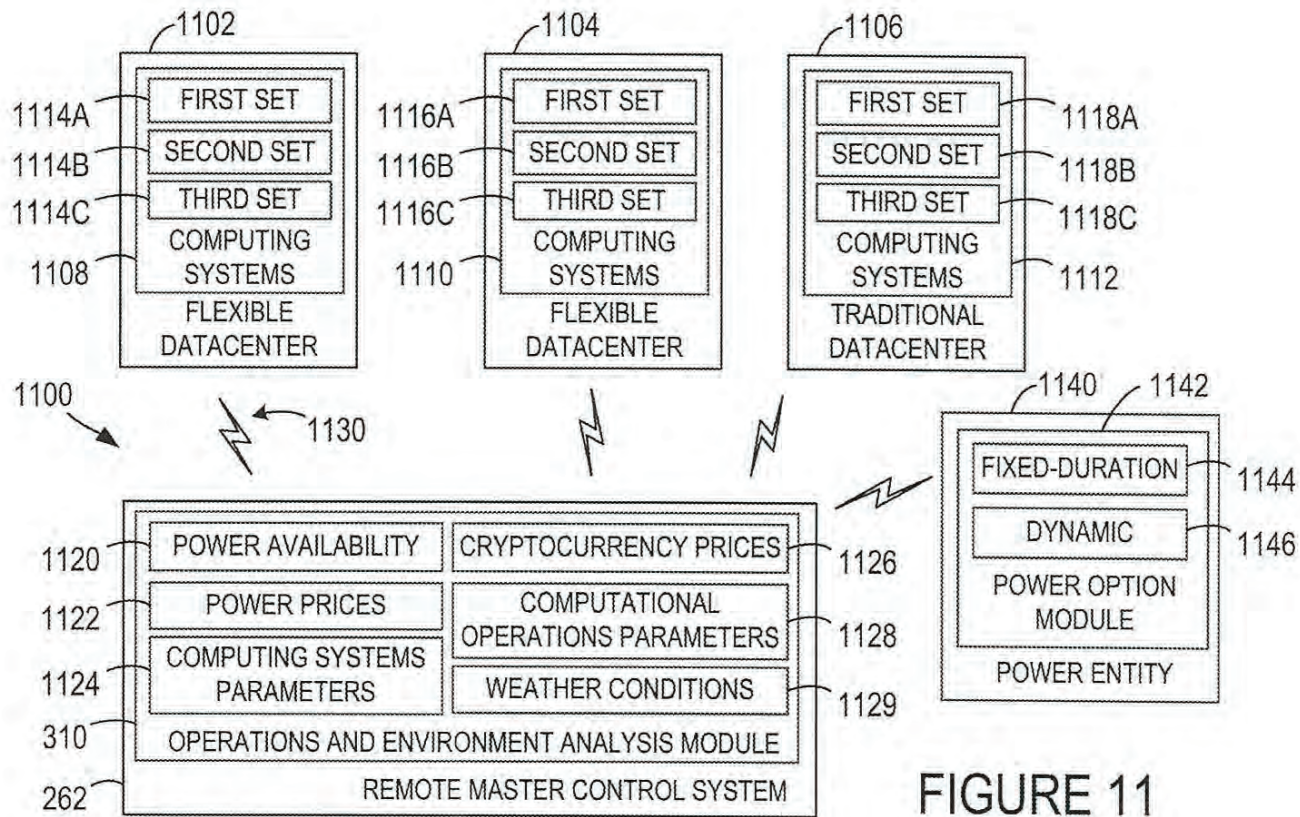 1102
1104
1106
1114A
FIRST SET
1114B
SECOND SET
1114C
THIRD SET
1108
COMPUTING
SYSTEMS
FLEXIBLE
DATACENTER
1116A
FIRST SET
1116B
SECOND SET
1116C
THIRD SET
1110
COMPUTING
SYSTEMS
FLEXIBLE
DATACENTER
FIRST SET
1118A
SECOND SET
1118B
THIRD SET
1118C
COMPUTING
SYSTEMS
1112
TRADITIONAL
DATACENTER
1100
1130
1140
1142
FIXED-DURATION
1144
DYNAMIC
1146
POWER OPTION
MODULE
POWER ENTITY
1120
POWER AVAILABILITY
CRYPTOCURRENCY PRICES
1126
1122
POWER PRICES
COMPUTATIONAL
OPERATIONS PARAMETERS
1128
1124
COMPUTING SYSTEMS
PARAMETERS
WEATHER CONDITIONS
1129
310
OPERATIONS AND ENVIRONMENT ANALYSIS MODULE
262
REMOTE MASTER CONTROL SYSTEM
FIGURE 11